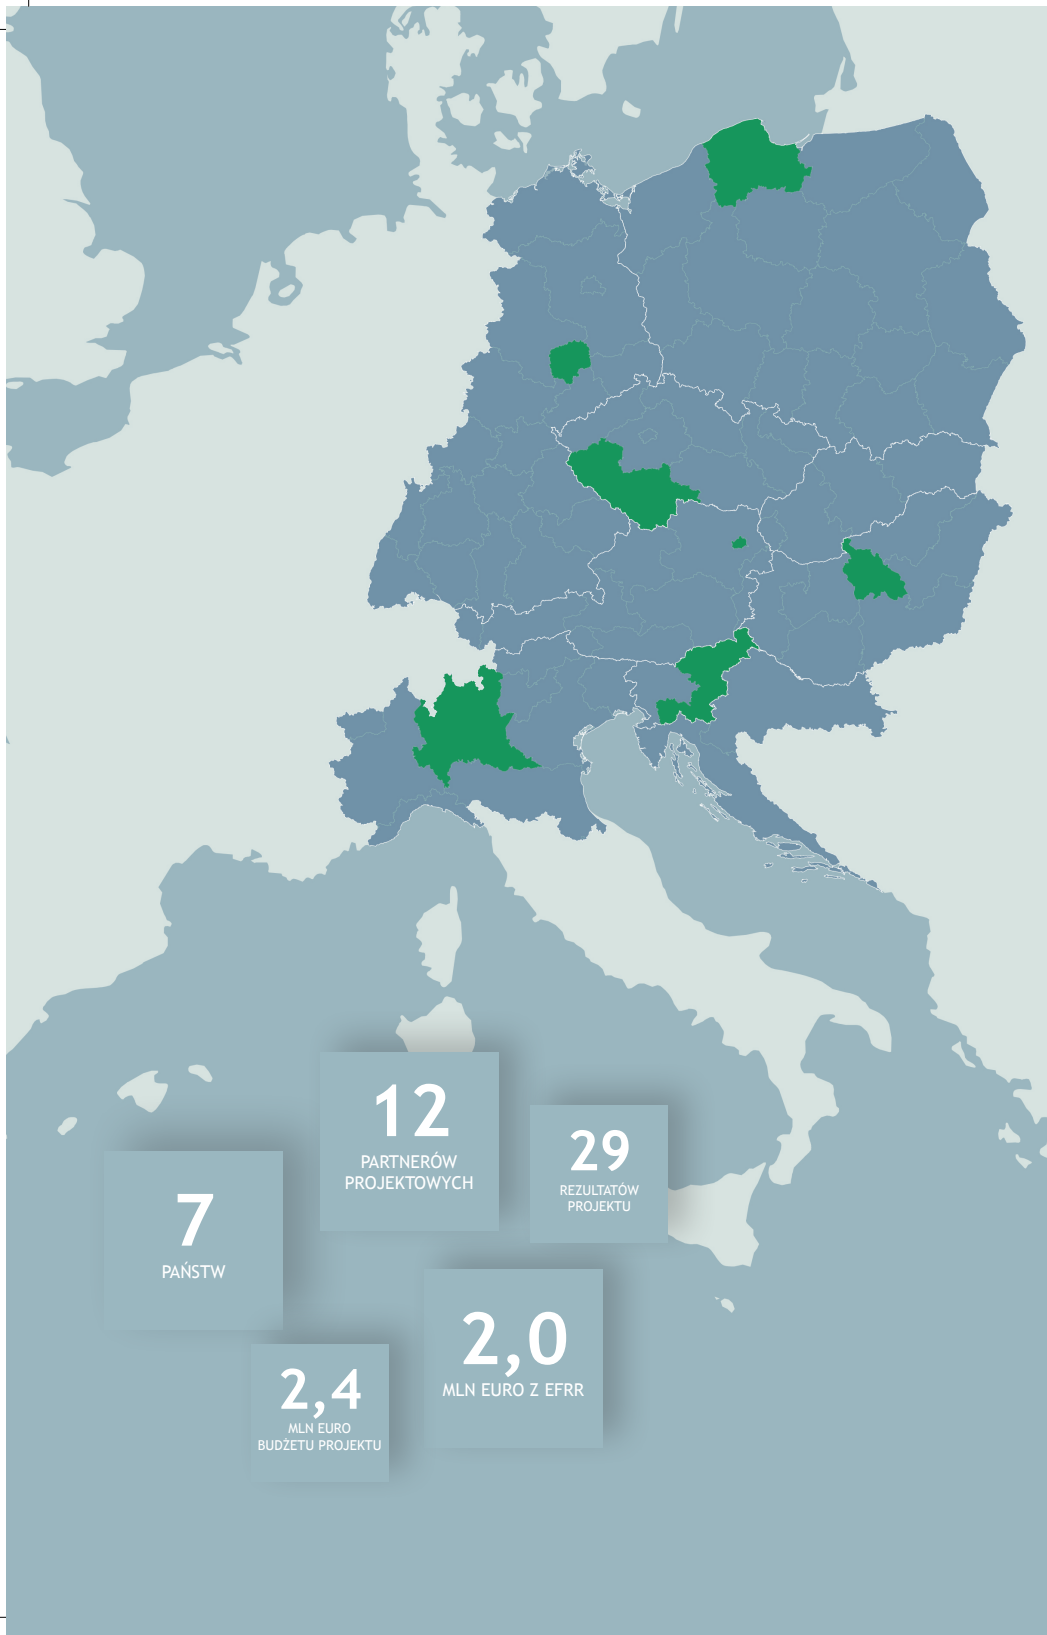 12
PARTNERÓW
PROJEKTOWYCH
29
REZULTATÓW
PROJEKTU
7
PAŃSTW
2,0
MLN EURO Z EFRR
2,4
MLN EURO
BUDŻETU PROJEKTU